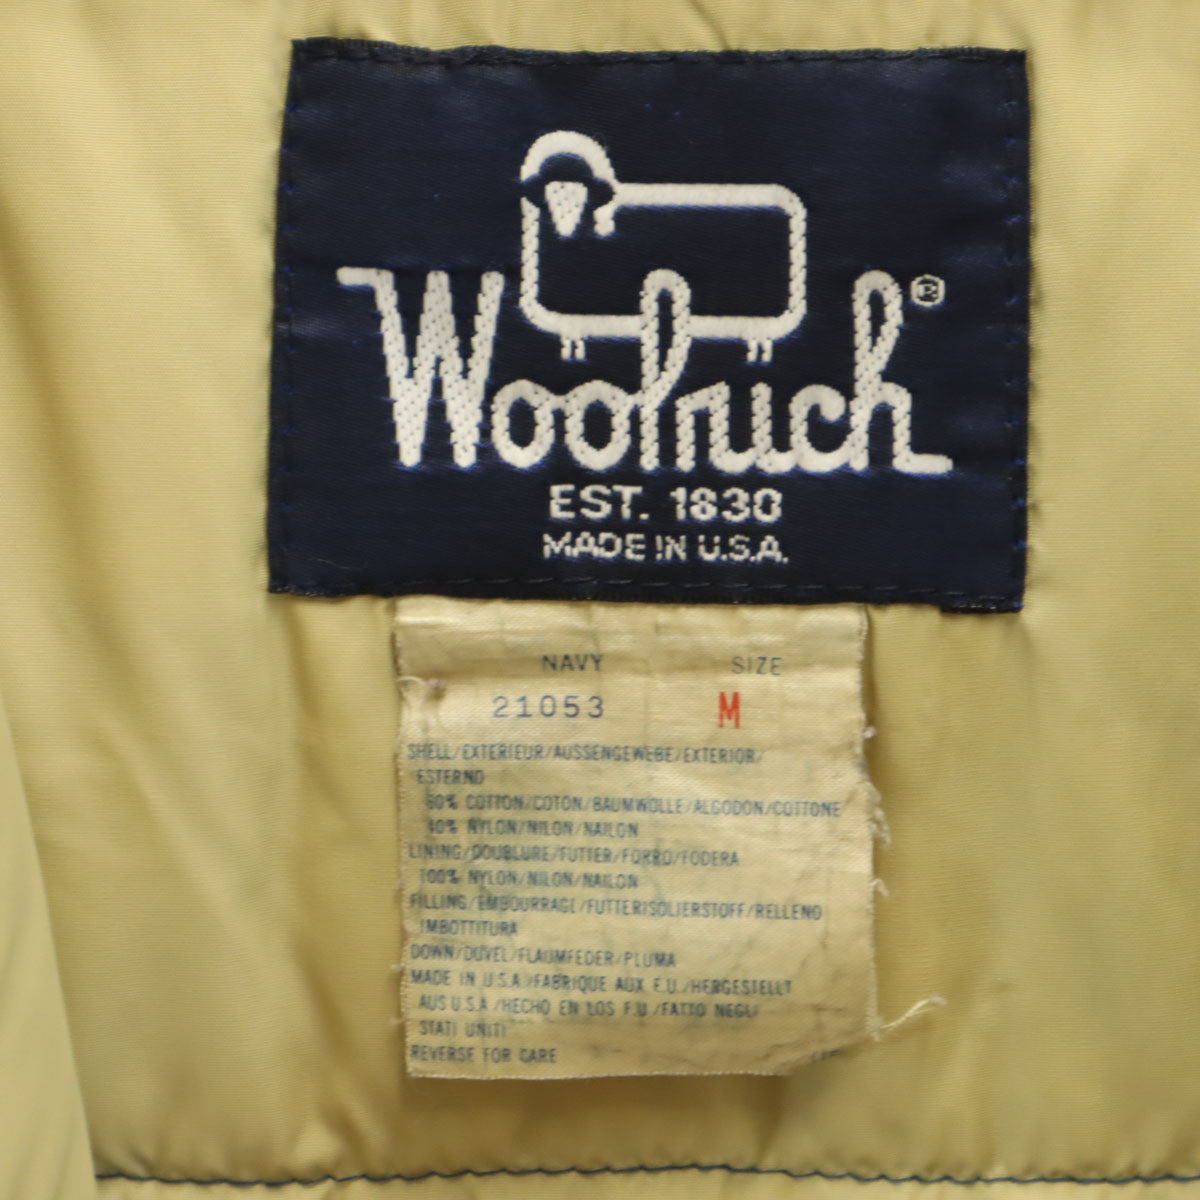 Woolrich®
EST. 1830
MADE IN U.S.A.
NAVY SIZE
21053 M
SHELL/EXTERIEUR/AUSSENGEWEBE/EXTERIOR/
ESTERNO
60% COTTON/COTON/BAUMWOLLE/ALGODON/COTTONE
40% NYLON/NILON/NAILON
LINING/DOUBLURE/FUTTER/FORRO/FODERA
100% NYLON/NILON/NAILON
FILLING/EMBOURRAGE/FUTTERISOLIERSTOFF/RELLENO
IMBOTTITURA
DOWN/DUVEL/FLAUMFEDER/PLUMA
MADE IN U.S.A./FABRIQUE AUX E.U./HERGESTELLT
AUS U.S.A./HECHO EN LOS E.U./FATTO NEGLI
STATI UNITI
REVERSE FOR CARE